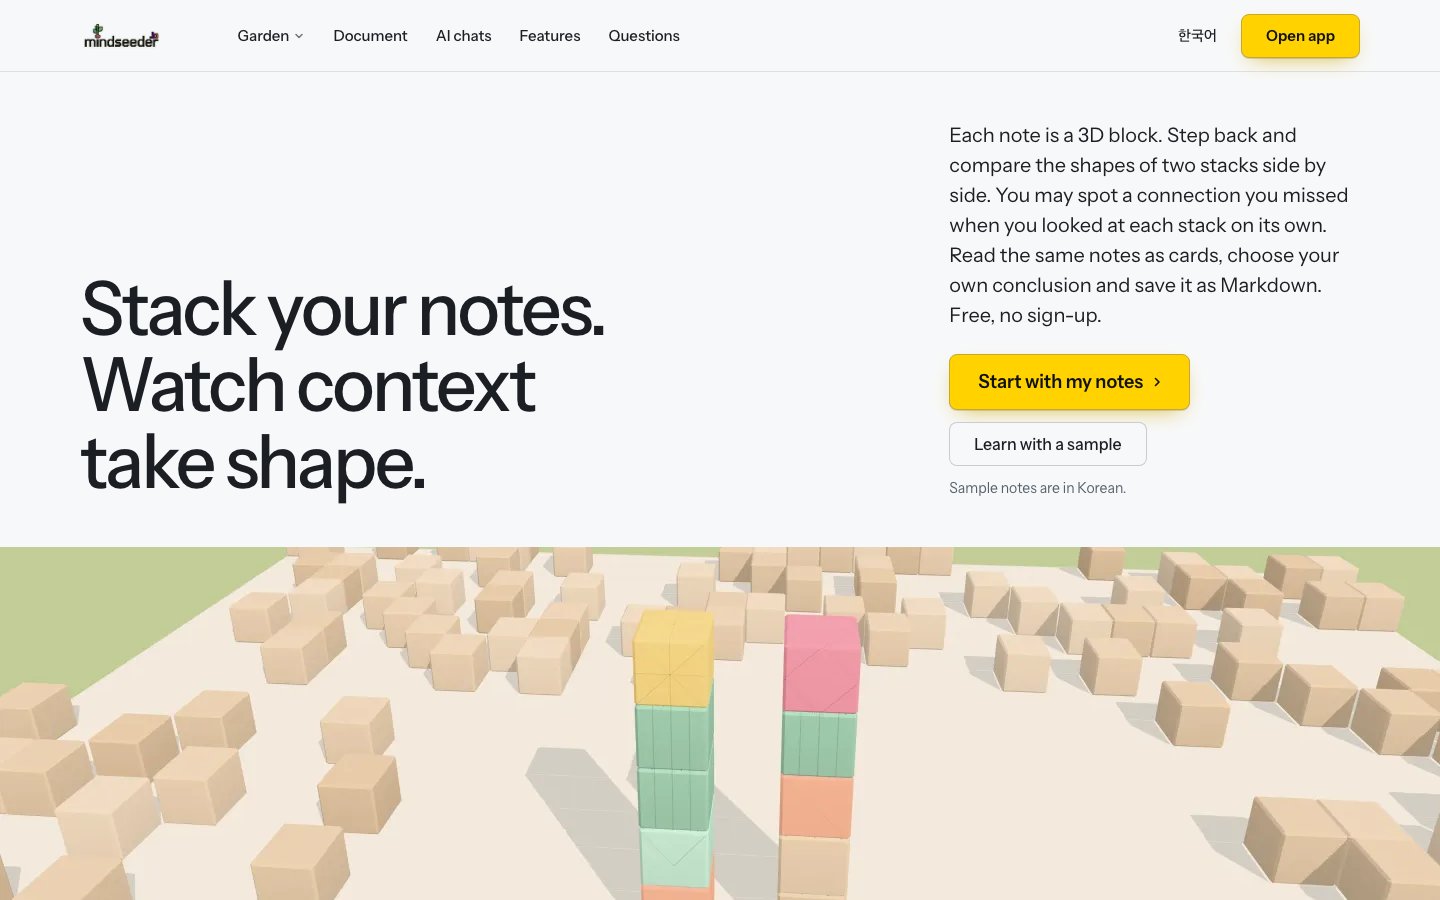 mindseeder
Garden
Document
AI chats
Features
Questions
한국어
Open app
Stack your notes.
Watch context
take shape.
Each note is a 3D block. Step back and
compare the shapes of two stacks side by
side. You may spot a connection you missed
when you looked at each stack on its own.
Read the same notes as cards, choose your
own conclusion and save it as Markdown.
Free, no sign-up.
Start with my notes
Learn with a sample
Sample notes are in Korean.